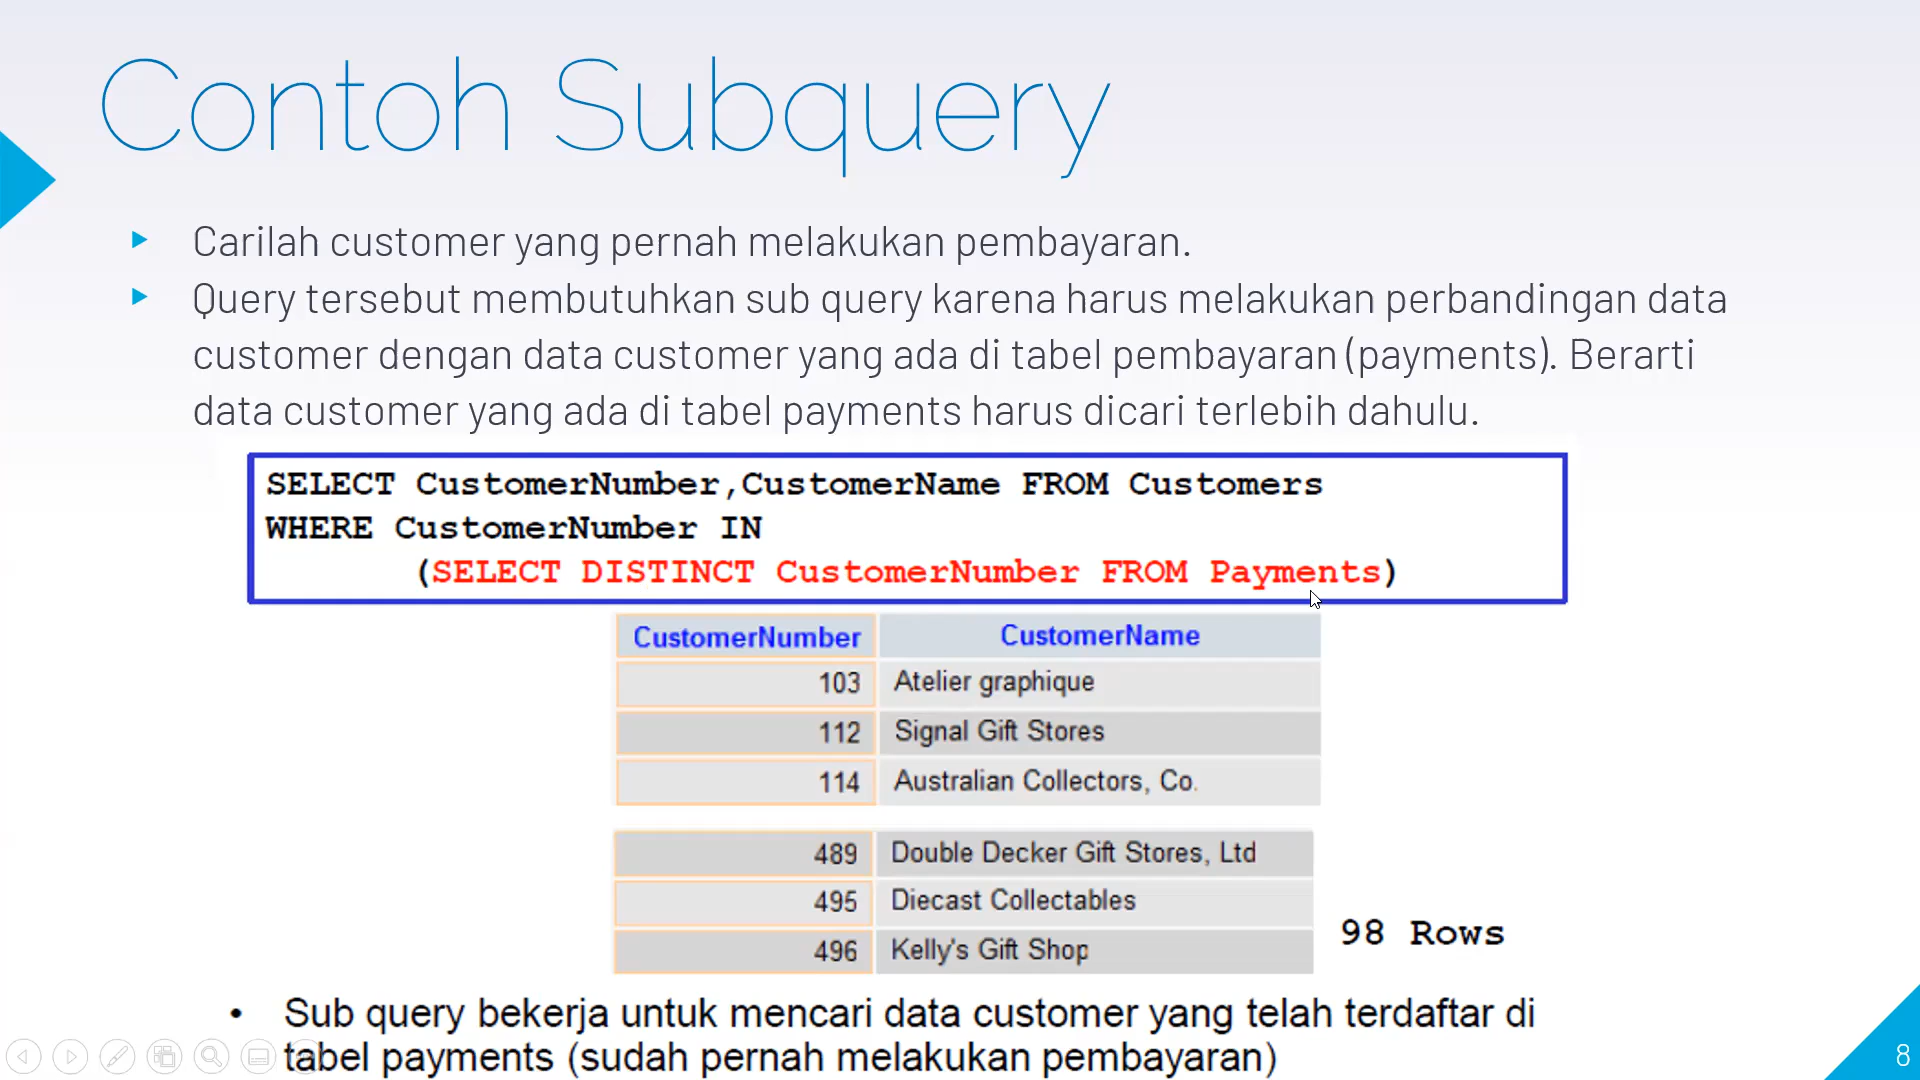 Contoh Subquery
Carilah customer yang pernah melakukan pembayaran.
Query tersebut membutuhkan sub query karena harus melakukan perbandingan data
customer dengan data customer yang ada di tabel pembayaran (payments). Berarti
data customer yang ada di tabel payments harus dicari terlebih dahulu.
SELECT CustomerNumber,CustomerName FROM Customers
WHERE CustomerNumber IN
(SELECT DISTINCT CustomerNumber FROM Payments)
CustomerNumber CustomerName
103 Atelier graphique
112 Signal Gift Stores
114 Australian Collectors, Co.
489 Double Decker Gift Stores, Ltd
495 Diecast Collectables
496 Kelly's Gift Shop
98 Rows
• Sub query bekerja untuk mencari data customer yang telah terdaftar di
tabel payments (sudah pernah melakukan pembayaran)
8